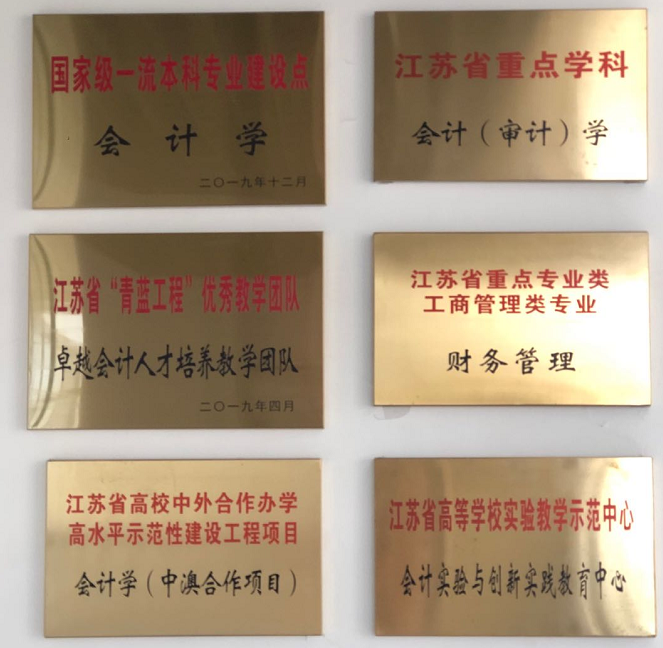 国家级一流本科专业建设点
会计学
二〇一九年十二月
江苏省重点学科
会计（审计）学
江苏省“青蓝工程”优秀教学团队
卓越会计人才培养教学团队
二〇一九年四月
江苏省重点专业类
工商管理类专业
财务管理
江苏省高校中外合作办学
高水平示范性建设工程项目
会计学（中澳合作项目）
江苏省高等学校实验教学示范中心
会计实验与创新实践教育中心